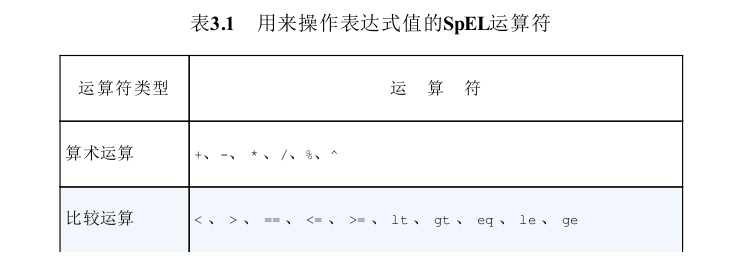 表3.1 用来操作表达式值的SpEL运算符
运算符类型 运 算 符
算术运算 +、-、 * 、/、%、^
比较运算 < 、 > 、 == 、 <= 、 >= 、 lt 、 gt 、 eq 、 le 、 ge